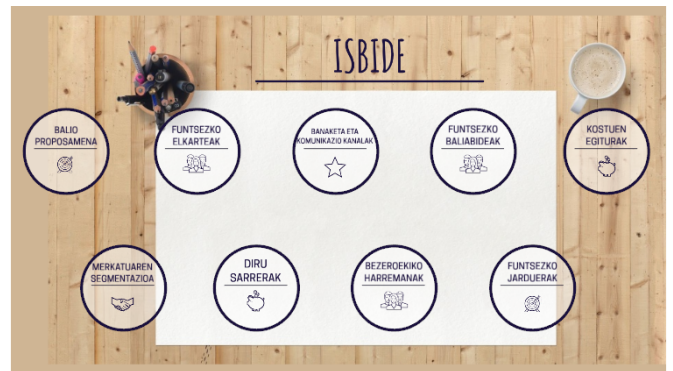 ISBIDE
BALIO
PROPOSAMENA
FUNTSEZKO
ELKARTEAK
BANAKETA ETA
KOMUNIKAZIO KANALAK
FUNTSEZKO
BALIABIDEAK
KOSTUEN
EGITURAK
MERKATUAREN
SEGMENTAZIOA
DIRU
SARRERAK
BEZEROEKIKO
HARREMANAK
FUNTSEZKO
JARDUERAK